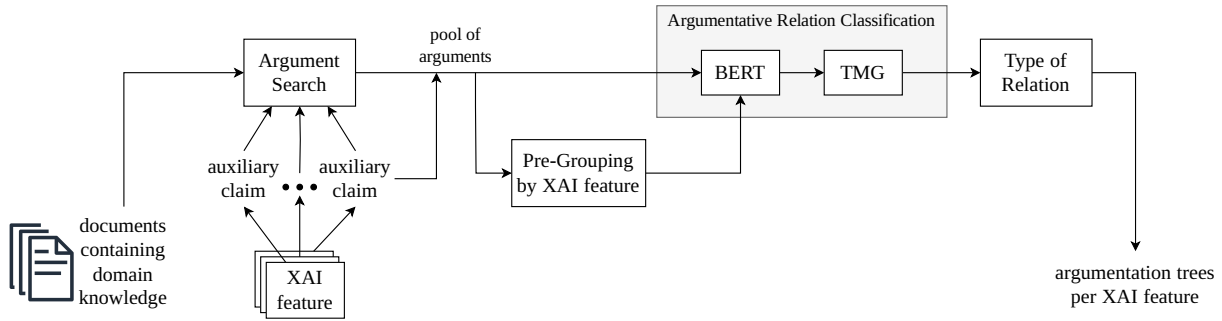 Argumentative Relation Classification
pool of
arguments
Argument
Search
BERT
TMG
Type of
Relation
auxiliary
claim
auxiliary
claim
Pre-Grouping
by XAI feature
documents
containing
domain
knowledge
XAI
feature
argumentation trees
per XAI feature